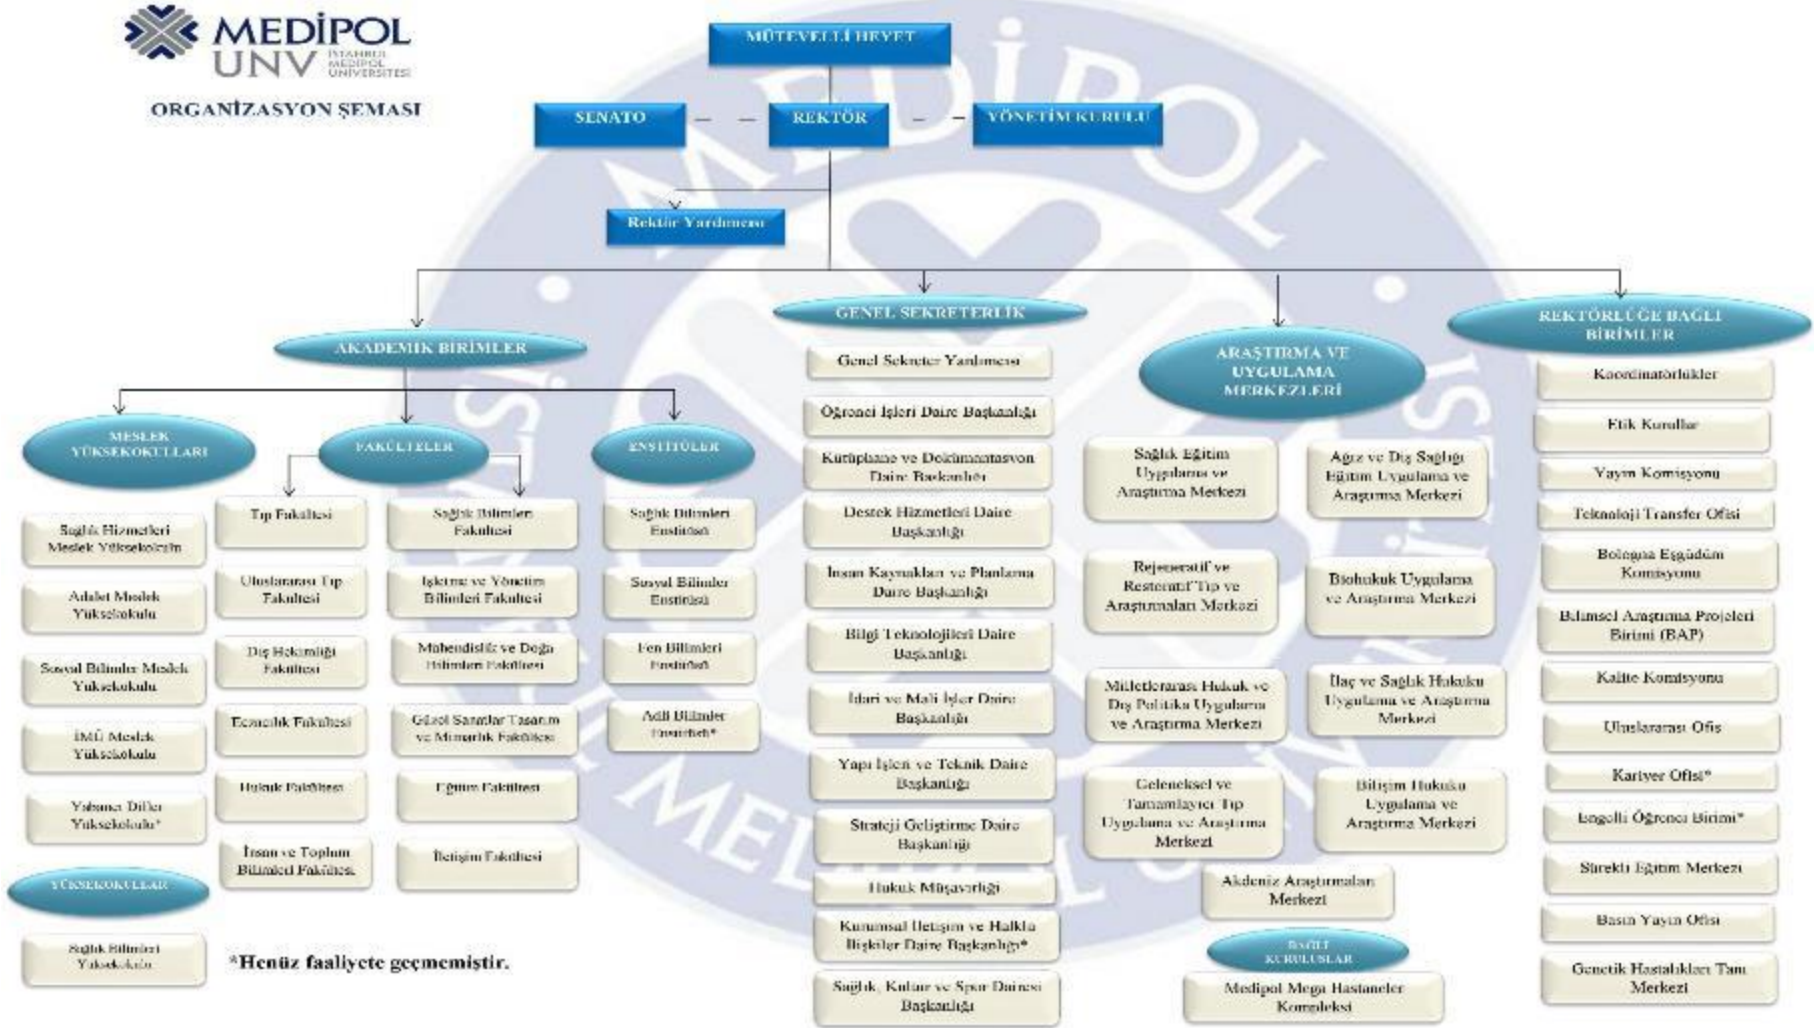 MEDİPOL
UNV
İSTANBUL
MEDİPOL
ÜNİVERSİTESİ
ORGANİZASYON ŞEMASI
MÜTEVELLİ HEYET
SENATO
REKTÖR
YÖNETİM KURULU
Rektör Yardımcısı
AKADEMİK BİRİMLER
MESLEK
YÜKSEKOKULLARI
Sağlık Hizmetleri
Meslek Yüksekokulu
Adalet Meslek
Yüksekokulu
Sosyal Bilimler Meslek
Yüksekokulu
İMÜ Meslek
Yüksekokulu
Yabancı Diller
Yüksekokulu*
YÜKSEKOKULLAR
Sağlık Bilimleri
Yüksekokulu
FAKÜLTELER
Tıp Fakültesi
Uluslararası Tıp
Fakültesi
Diş Hekimliği
Fakültesi
Eczacılık Fakültesi
Hukuk Fakültesi
İnsan ve Toplum
Bilimleri Fakültesi
Sağlık Bilimleri
Fakültesi
İşletme ve Yönetim
Bilimleri Fakültesi
Mühendislik ve Doğa
Bilimleri Fakültesi
Güzel Sanatlar Tasarım
ve Mimarlık Fakültesi
Eğitim Fakültesi
İletişim Fakültesi
ENSTİTÜLER
Sağlık Bilimleri
Enstitüsü
Sosyal Bilimler
Enstitüsü
Fen Bilimleri
Enstitüsü
Adli Bilimler
Enstitüsü*
*Henüz faaliyete geçmemiştir.
GENEL SEKRETERLİK
Genel Sekreter Yardımcısı
Öğrenci İşleri Daire Başkanlığı
Kütüphane ve Dokümantasyon
Daire Başkanlığı
Destek Hizmetleri Daire
Başkanlığı
İnsan Kaynakları ve Planlama
Daire Başkanlığı
Bilgi Teknolojileri Daire
Başkanlığı
İdari ve Mali İşler Daire
Başkanlığı
Yapı İşleri ve Teknik Daire
Başkanlığı
Strateji Geliştirme Daire
Başkanlığı
Hukuk Müşavirliği
Kurumsal İletişim ve Halkla
İlişkiler Daire Başkanlığı*
Sağlık, Kültür ve Spor Dairesi
Başkanlığı
ARAŞTIRMA VE
UYGULAMA
MERKEZLERİ
Sağlık Eğitim
Uygulama ve
Araştırma Merkezi
Ağız ve Diş Sağlığı
Eğitim Uygulama ve
Araştırma Merkezi
Rejeneratif ve
Restoratif Tıp ve
Araştırmaları Merkezi
Biohukuk Uygulama
ve Araştırma Merkezi
Milletlerarası Hukuk ve
Dış Politika Uygulama
ve Araştırma Merkezi
İlaç ve Sağlık Hukuku
Uygulama ve Araştırma
Merkezi
Geleneksel ve
Tamamlayıcı Tıp
Uygulama ve Araştırma
Merkezi
Bilişim Hukuku
Uygulama ve
Araştırma Merkezi
Akdeniz Araştırmaları
Merkezi
BAĞLI
KURULUŞLAR
Medipol Mega Hastaneler
Kompleksi
REKTÖRLÜĞE BAĞLI
BİRİMLER
Koordinatörlükler
Etik Kurullar
Yayım Komisyonu
Teknoloji Transfer Ofisi
Bologna Eşgüdüm
Komisyonu
Bilimsel Araştırma Projeleri
Birimi (BAP)
Kalite Komisyonu
Uluslararası Ofis
Kariyer Ofisi*
Engelli Öğrenci Birimi*
Sürekli Eğitim Merkezi
Basın Yayın Ofisi
Genetik Hastalıkları Tanı
Merkezi